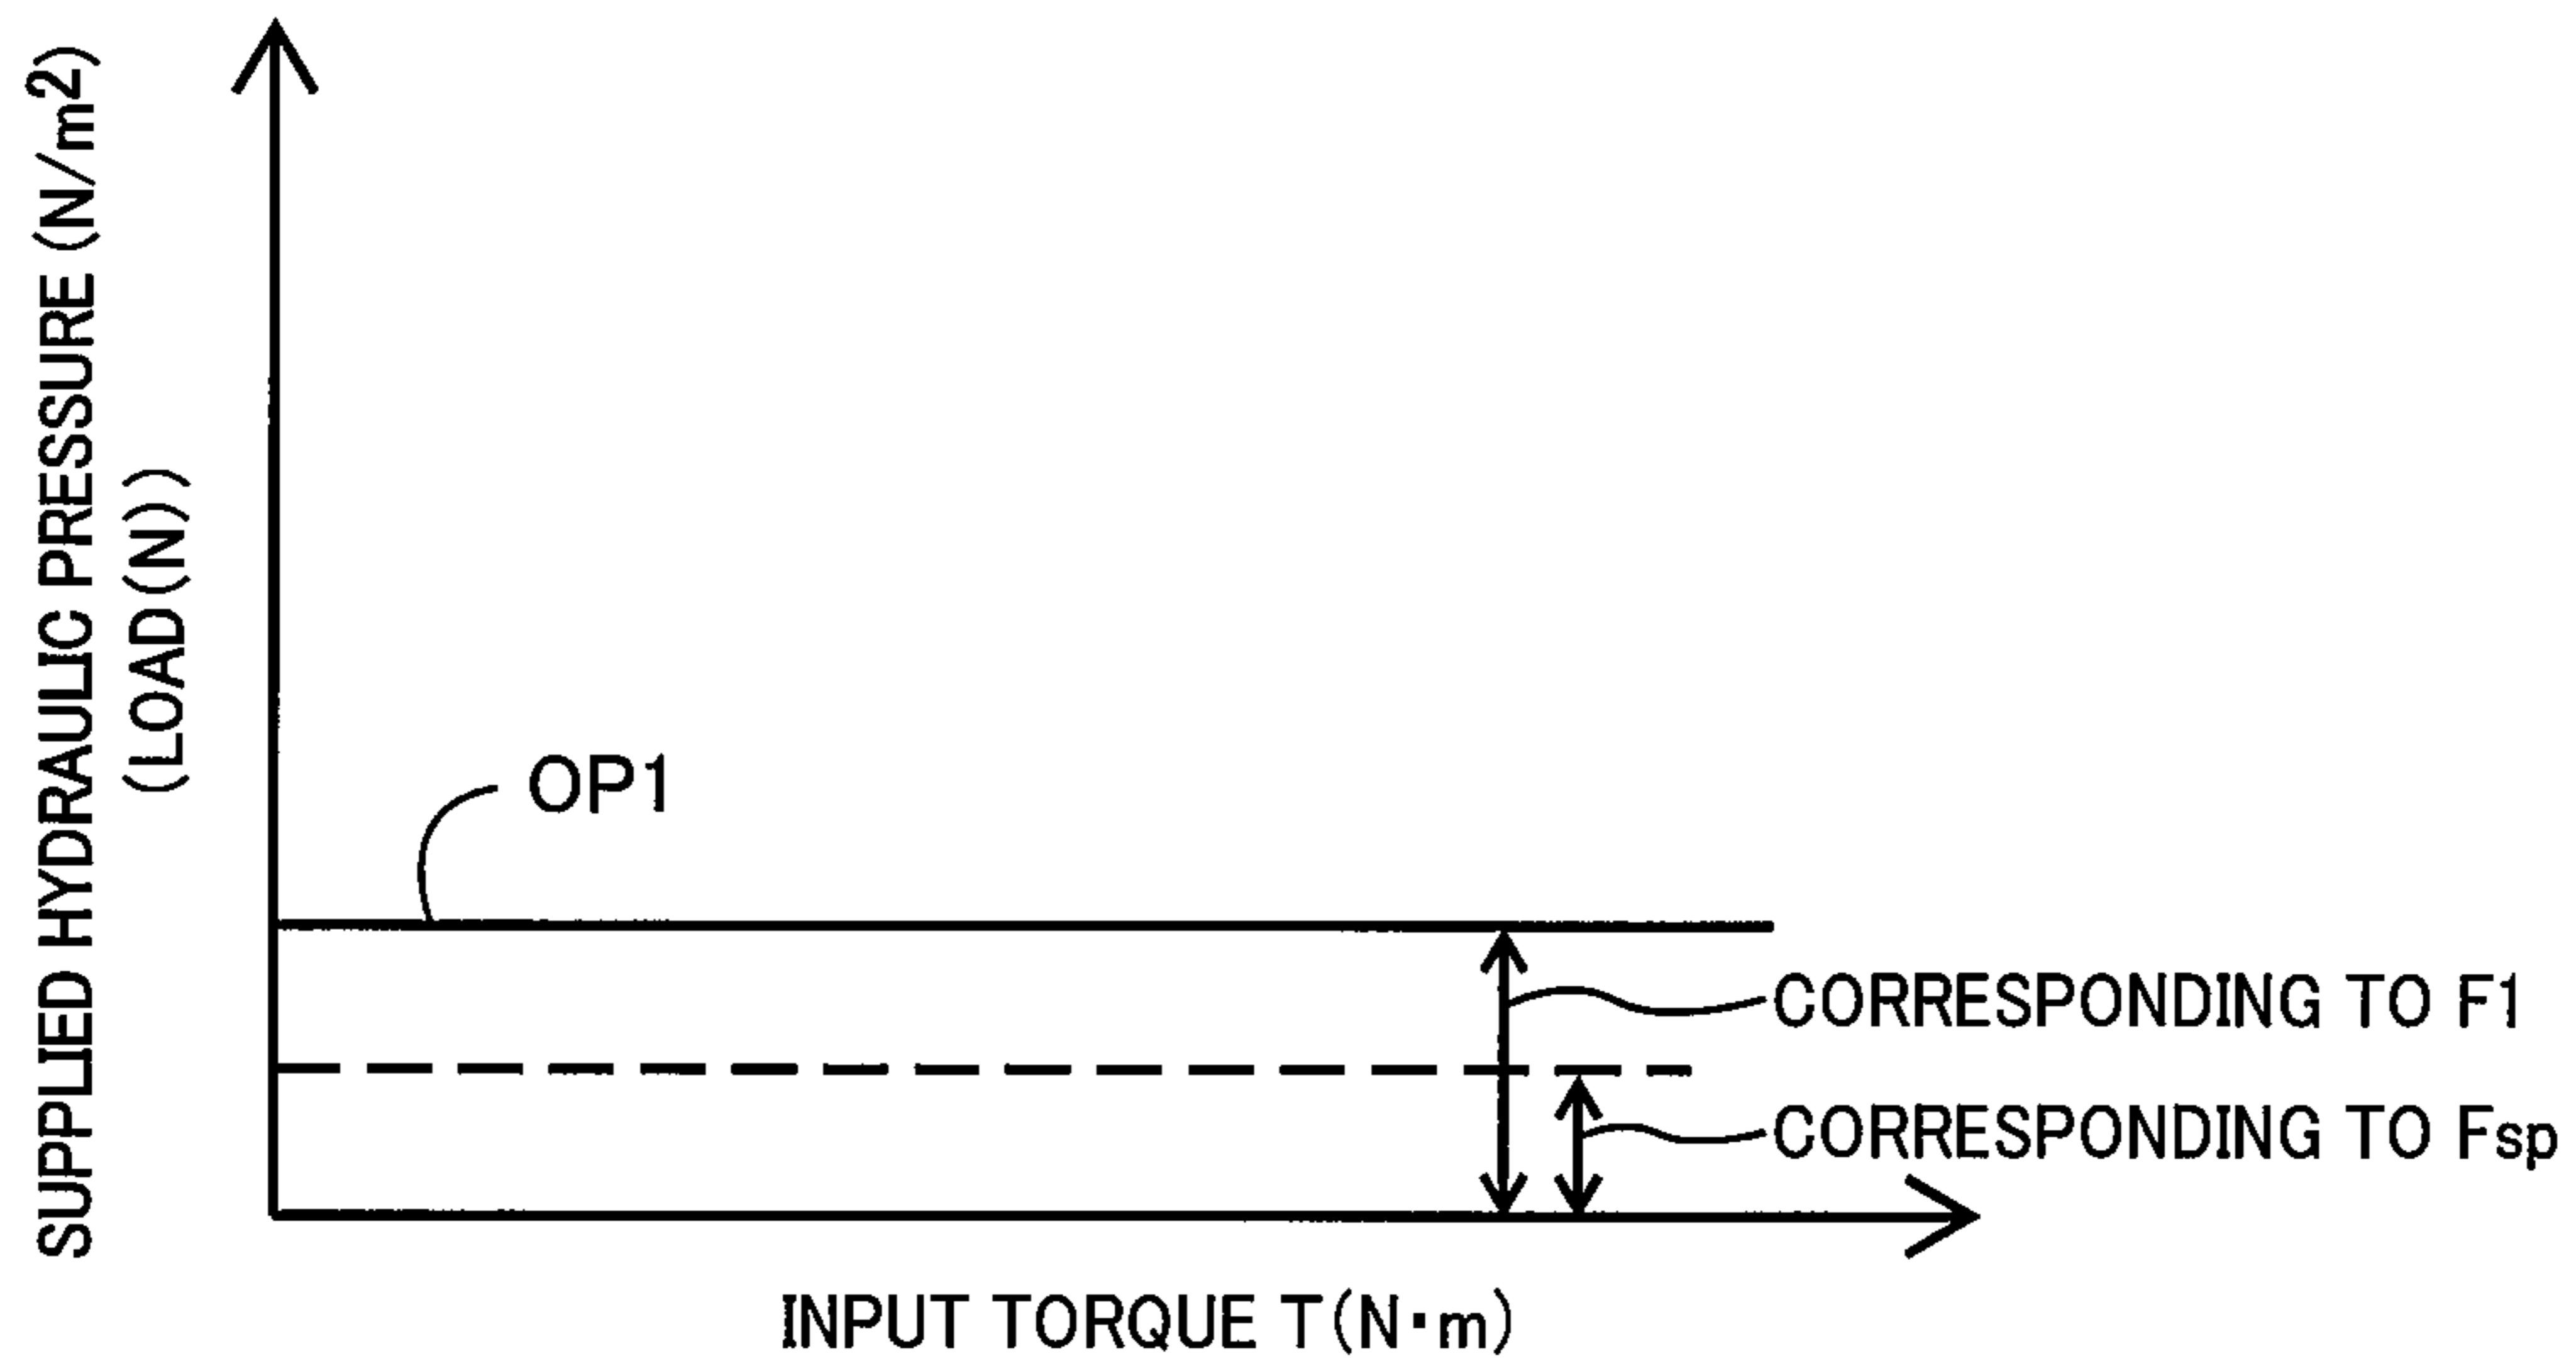 SUPPLIED HYDRAULIC PRESSURE (N/m²)
(LOAD(N))
OP1
CORRESPONDING TO F1
CORRESPONDING TO Fsp
INPUT TORQUE T(N·m)